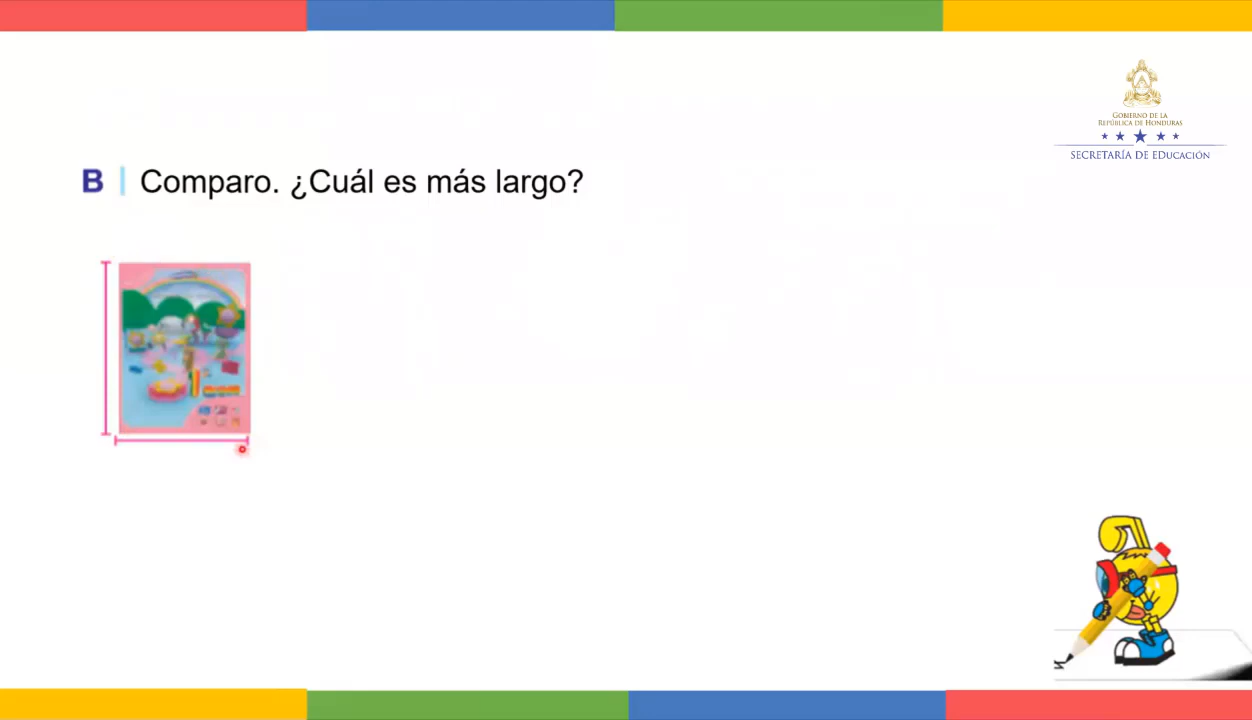 GOBIERNO DE LA
REPÚBLICA DE HONDURAS
SECRETARÍA DE EDUCACIÓN
B Comparo. ¿Cuál es más largo?